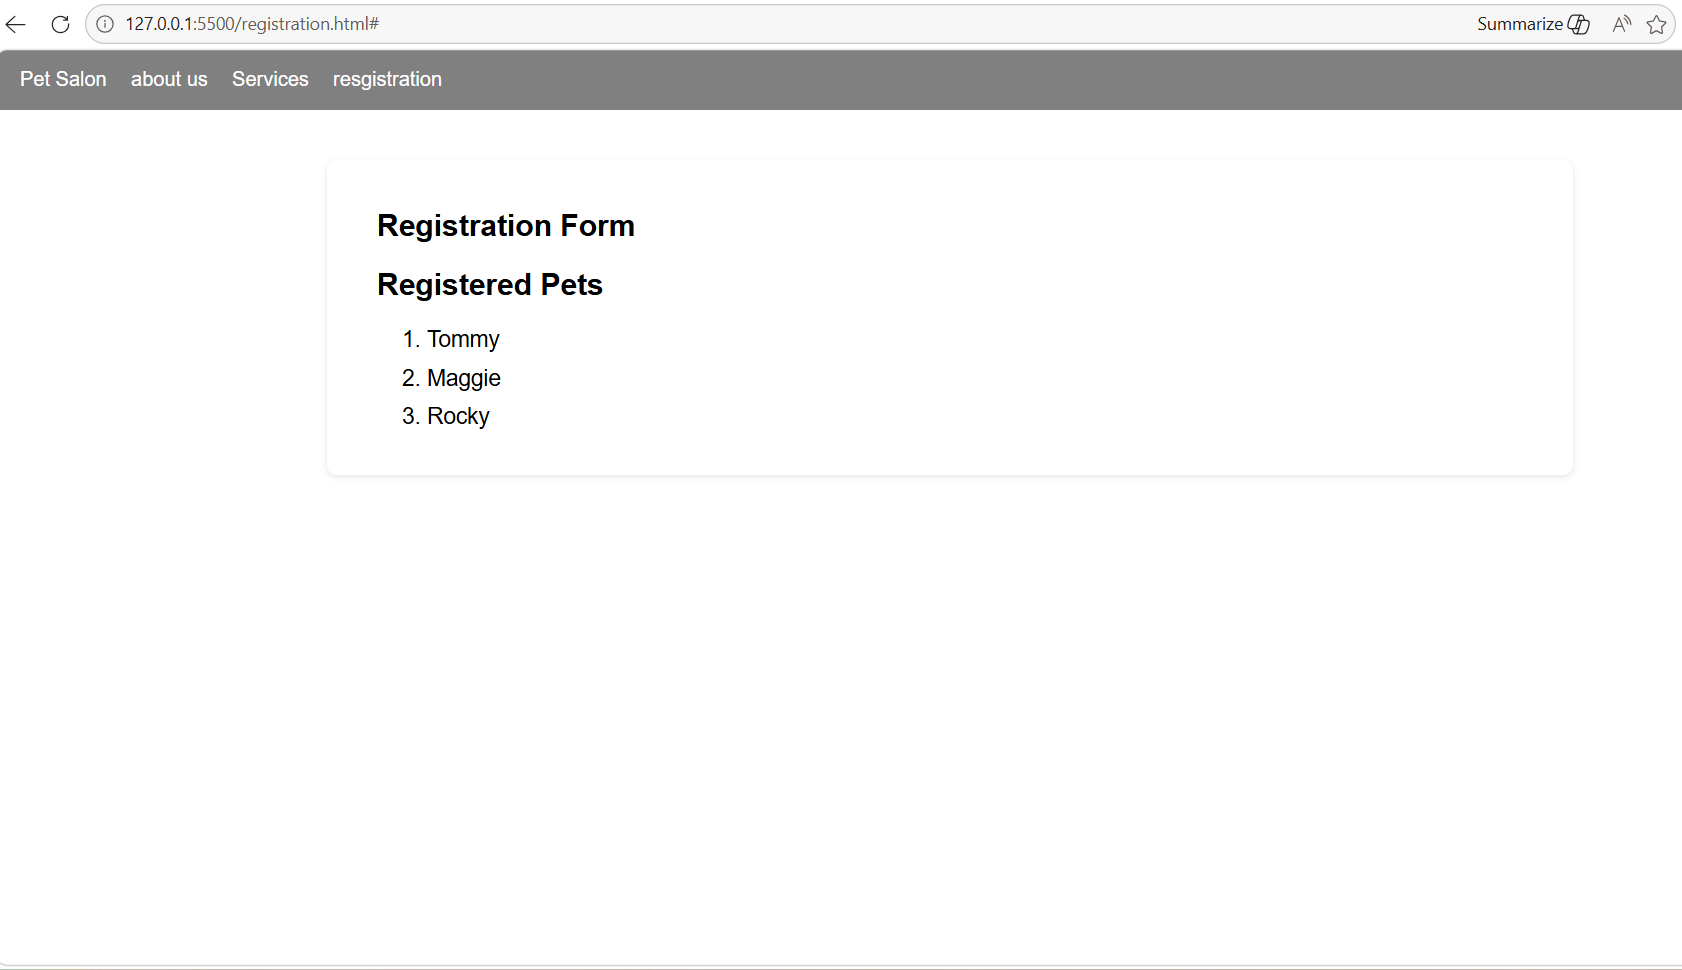 127.0.0.1:5500/registration.html# Summarize
Pet Salon about us Services resgistration
Registration Form
Registered Pets
1. Tommy
2. Maggie
3. Rocky